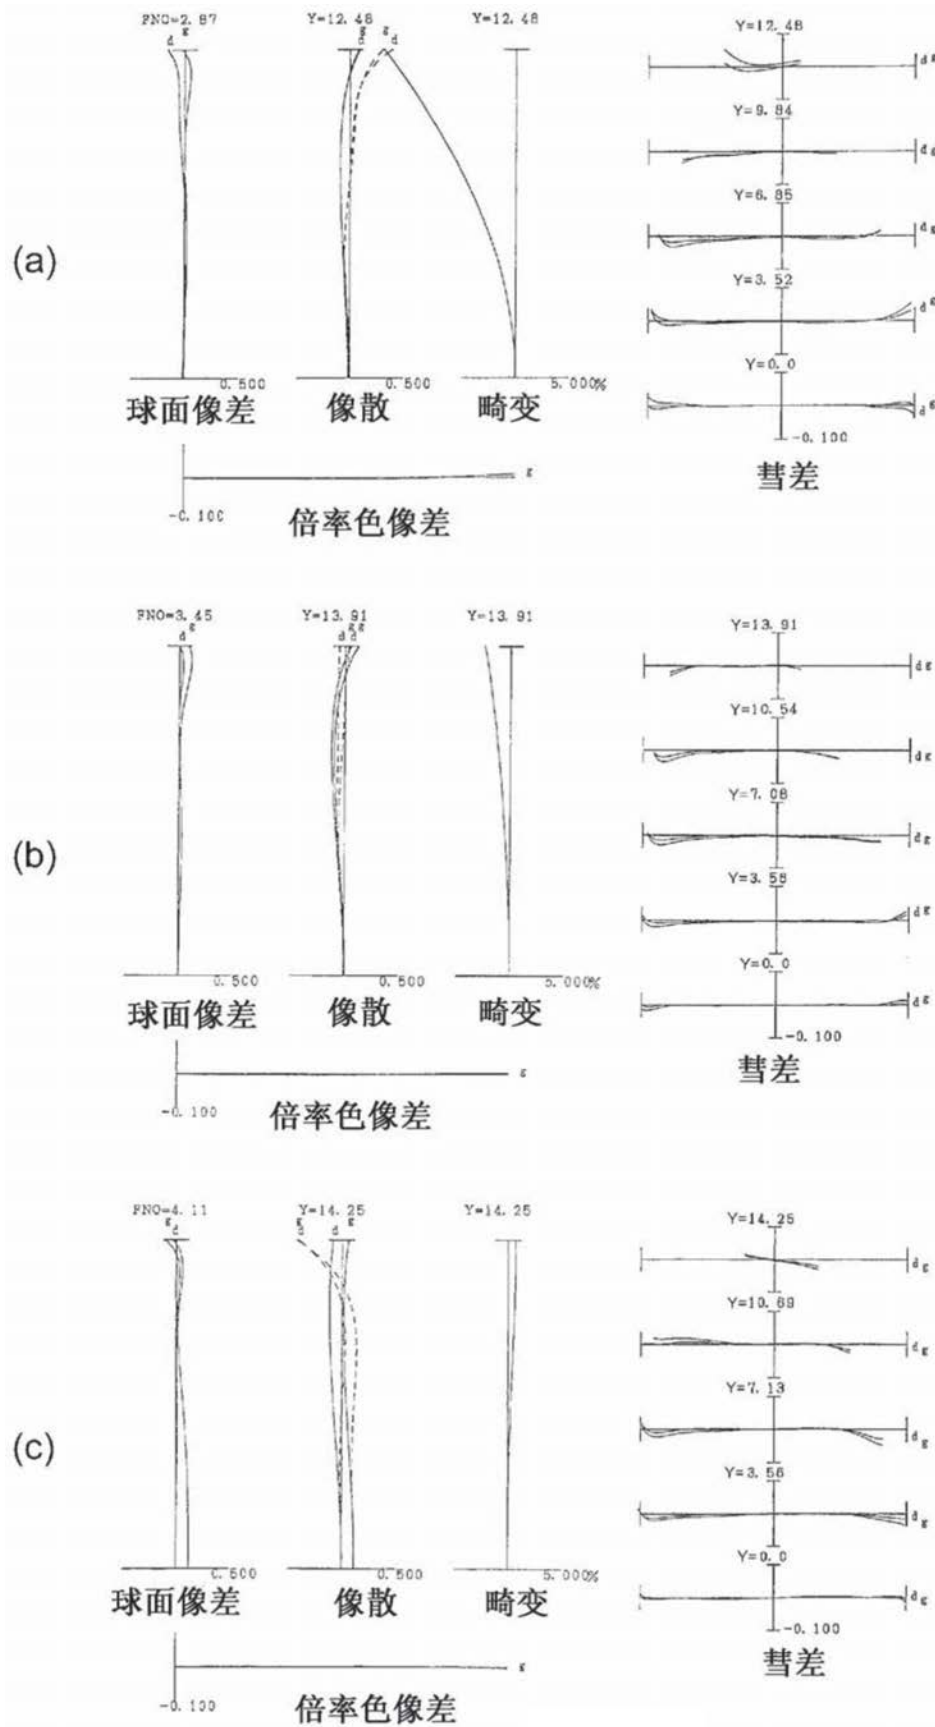 (a)
FNO=2.87
g
d
0.500
球面像差
Y=12.48
g
d
g
d
0.500
像散
Y=12.48
5.000%
畸变
g
-0.100
倍率色像差
Y=12.48
d g
Y=9.84
d g
Y=6.85
d g
Y=3.52
d g
Y=0.0
d g
-0.100
彗差
(b)
FNO=3.45
d g
0.500
球面像差
Y=13.91
g g
d d
0.500
像散
Y=13.91
5.000%
畸变
g
-0.100
倍率色像差
Y=13.91
d g
Y=10.54
d g
Y=7.08
d g
d g
Y=0.0
d g
-0.100
彗差
(c)
FNO=4.11
g d
0.500
球面像差
Y=14.25
g
d
d g
0.500
像散
Y=14.25
5.000%
畸变
g
-0.100
倍率色像差
Y=14.25
d g
Y=10.69
d g
Y=7.13
d g
Y=3.56
d g
Y=0.0
d g
-0.100
彗差